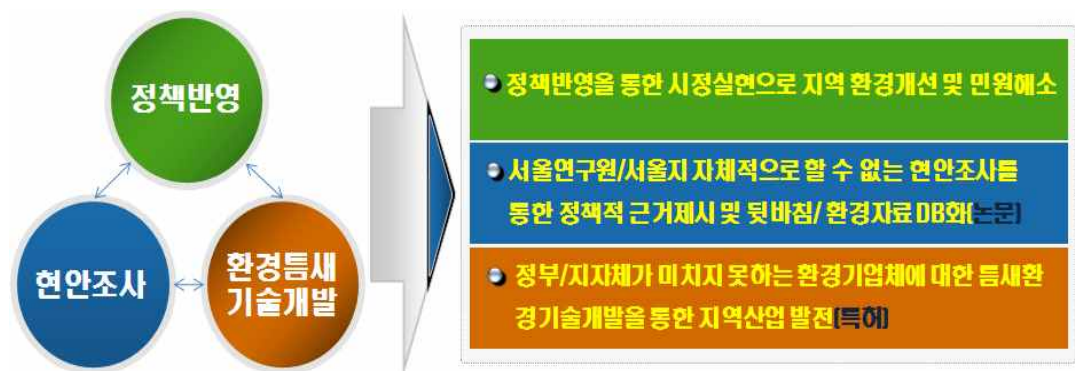 정책반영
현안조사
환경틈새
기술개발
정책반영을 통한 시정실현으로 지역 환경개선 및 민원해소
서울연구원/서울지 자체적으로 할 수 없는 현안조사를
통한 정책적 근거제시 및 뒷바침/ 환경자료 DB화(논문)
정부/지자체가 미치지 못하는 환경기업체에 대한 틈새환
경기술개발을 통한 지역산업 발전(특허)